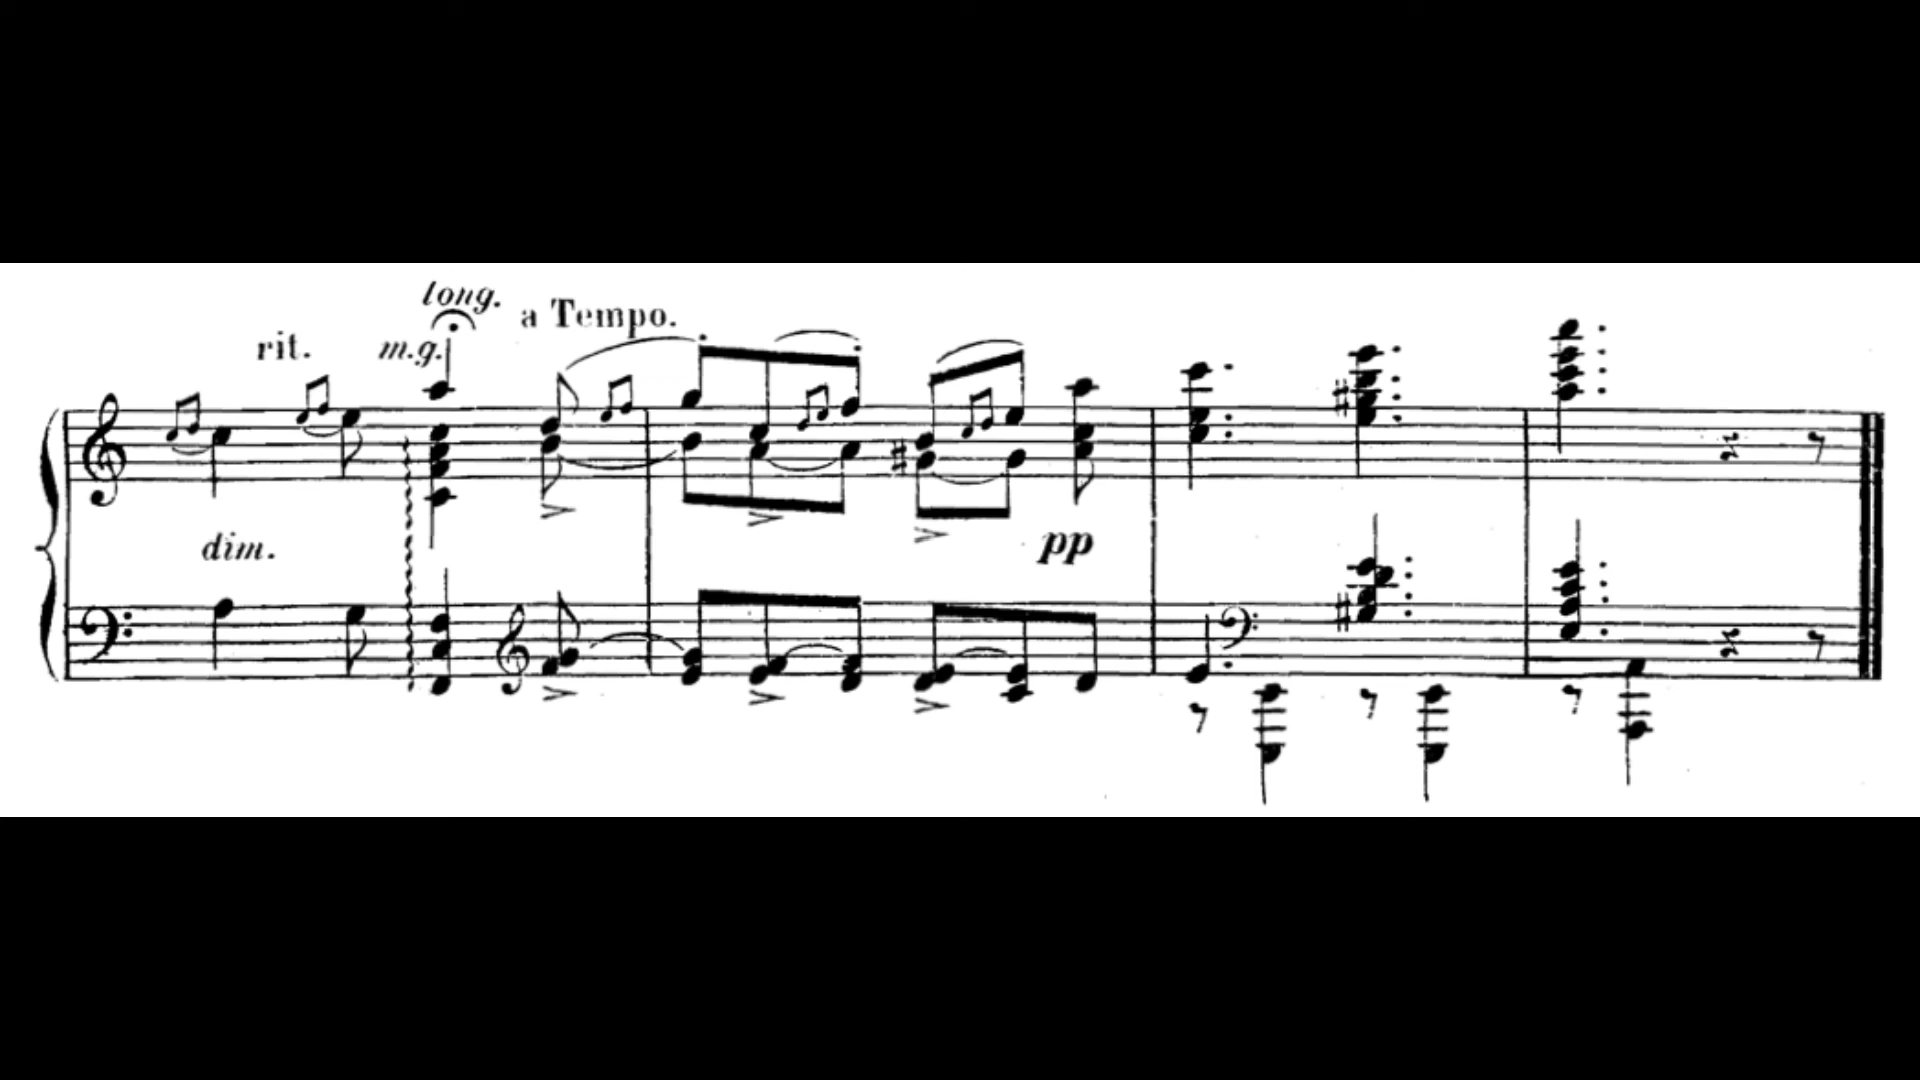 long.
a Tempo.
rit.
m.g.
dim.
pp